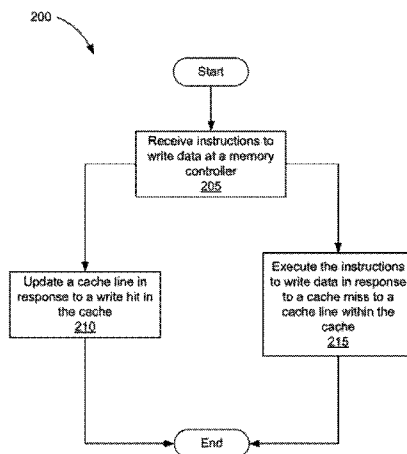 200
Start
Receive instructions to
write data at a memory
controller
205
Update a cache line in
response to a write hit in
the cache
210
Execute the instructions
to write data in response
to a cache miss to a
cache line within the
cache
215
End